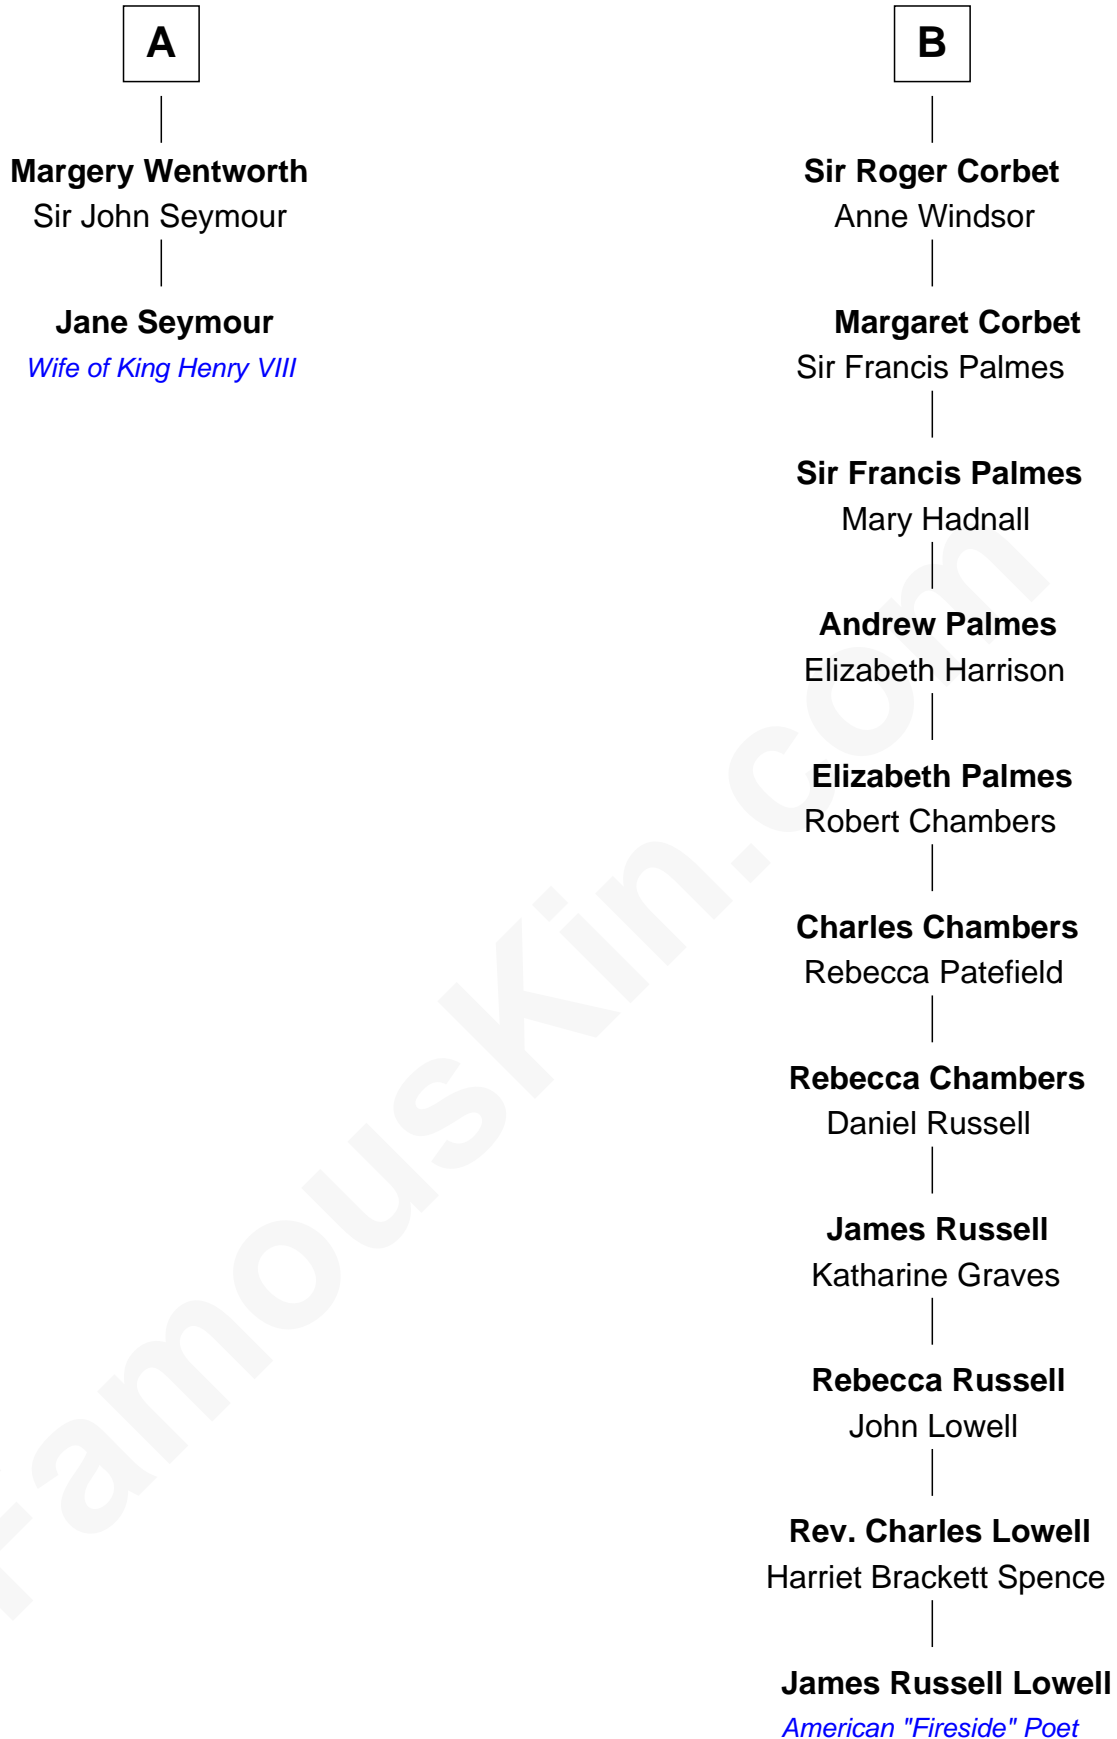 A
Margery Wentworth
Sir John Seymour
Jane Seymour
Wife of King Henry VIII
B
Sir Roger Corbet
Anne Windsor
Margaret Corbet
Sir Francis Palmes
Sir Francis Palmes
Mary Hadnall
Andrew Palmes
Elizabeth Harrison
Elizabeth Palmes
Robert Chambers
Charles Chambers
Rebecca Patefield
Rebecca Chambers
Daniel Russell
James Russell
Katharine Graves
Rebecca Russell
John Lowell
Rev. Charles Lowell
Harriet Brackett Spence
James Russell Lowell
American "Fireside" Poet
FamousKin.com